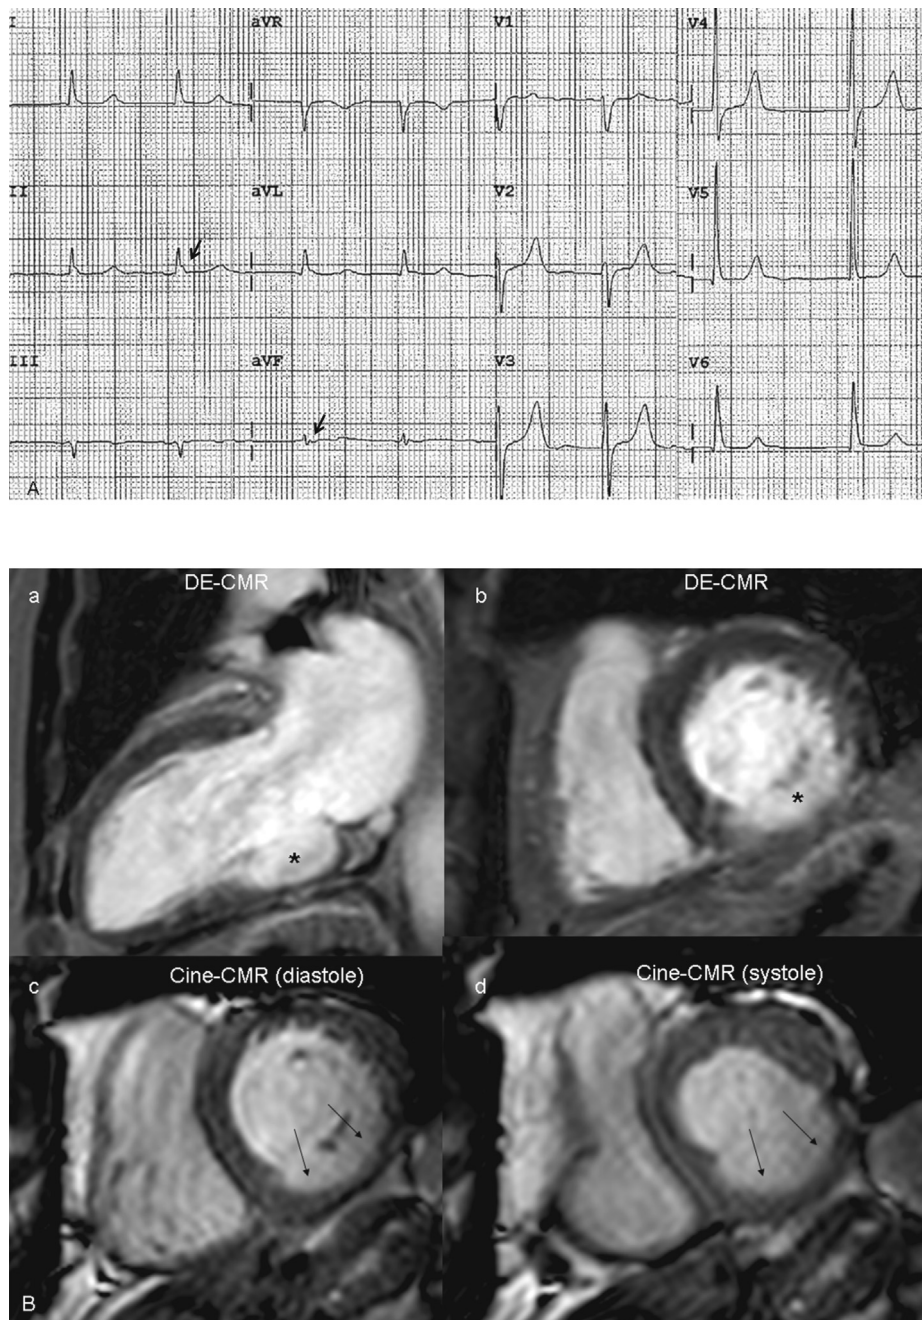 I aVR V1 V4
II aVL V2 V5
III aVF V3 V6
A
a DE-CMR b DE-CMR
* *
c Cine-CMR (diastole) d Cine-CMR (systole)
B